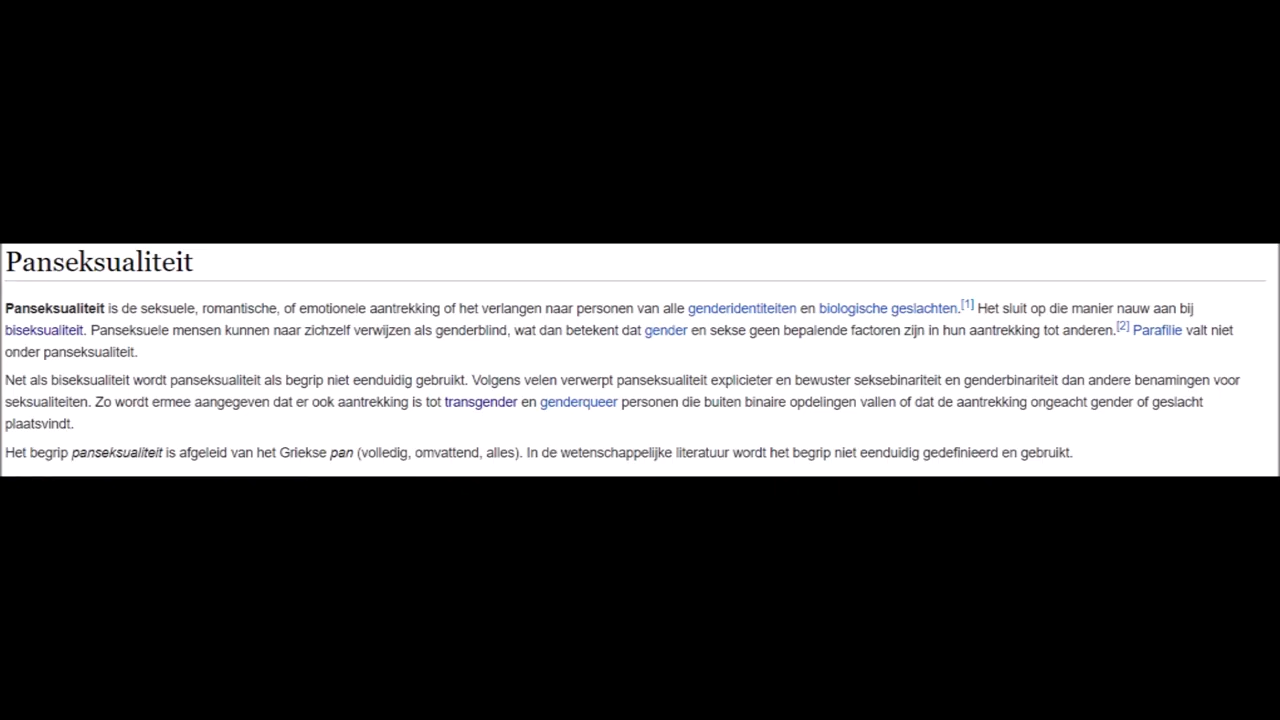 Panseksualiteit
Panseksualiteit is de seksuele, romantische, of emotionele aantrekking of het verlangen naar personen van alle genderidentiteiten en biologische geslachten.[1] Het sluit op die manier nauw aan bij
biseksualiteit. Panseksuele mensen kunnen naar zichzelf verwijzen als genderblind, wat dan betekent dat gender en sekse geen bepalende factoren zijn in hun aantrekking tot anderen.[2] Parafilie valt niet
onder panseksualiteit.
Net als biseksualiteit wordt panseksualiteit als begrip niet eenduidig gebruikt. Volgens velen verwerpt panseksualiteit explicieter en bewuster seksebinariteit en genderbinariteit dan andere benamingen voor
seksualiteiten. Zo wordt ermee aangegeven dat er ook aantrekking is tot transgender en genderqueer personen die buiten binaire opdelingen vallen of dat de aantrekking ongeacht gender of geslacht
plaatsvindt.
Het begrip panseksualiteit is afgeleid van het Griekse pan (volledig, omvattend, alles). In de wetenschappelijke literatuur wordt het begrip niet eenduidig gedefinieerd en gebruikt.